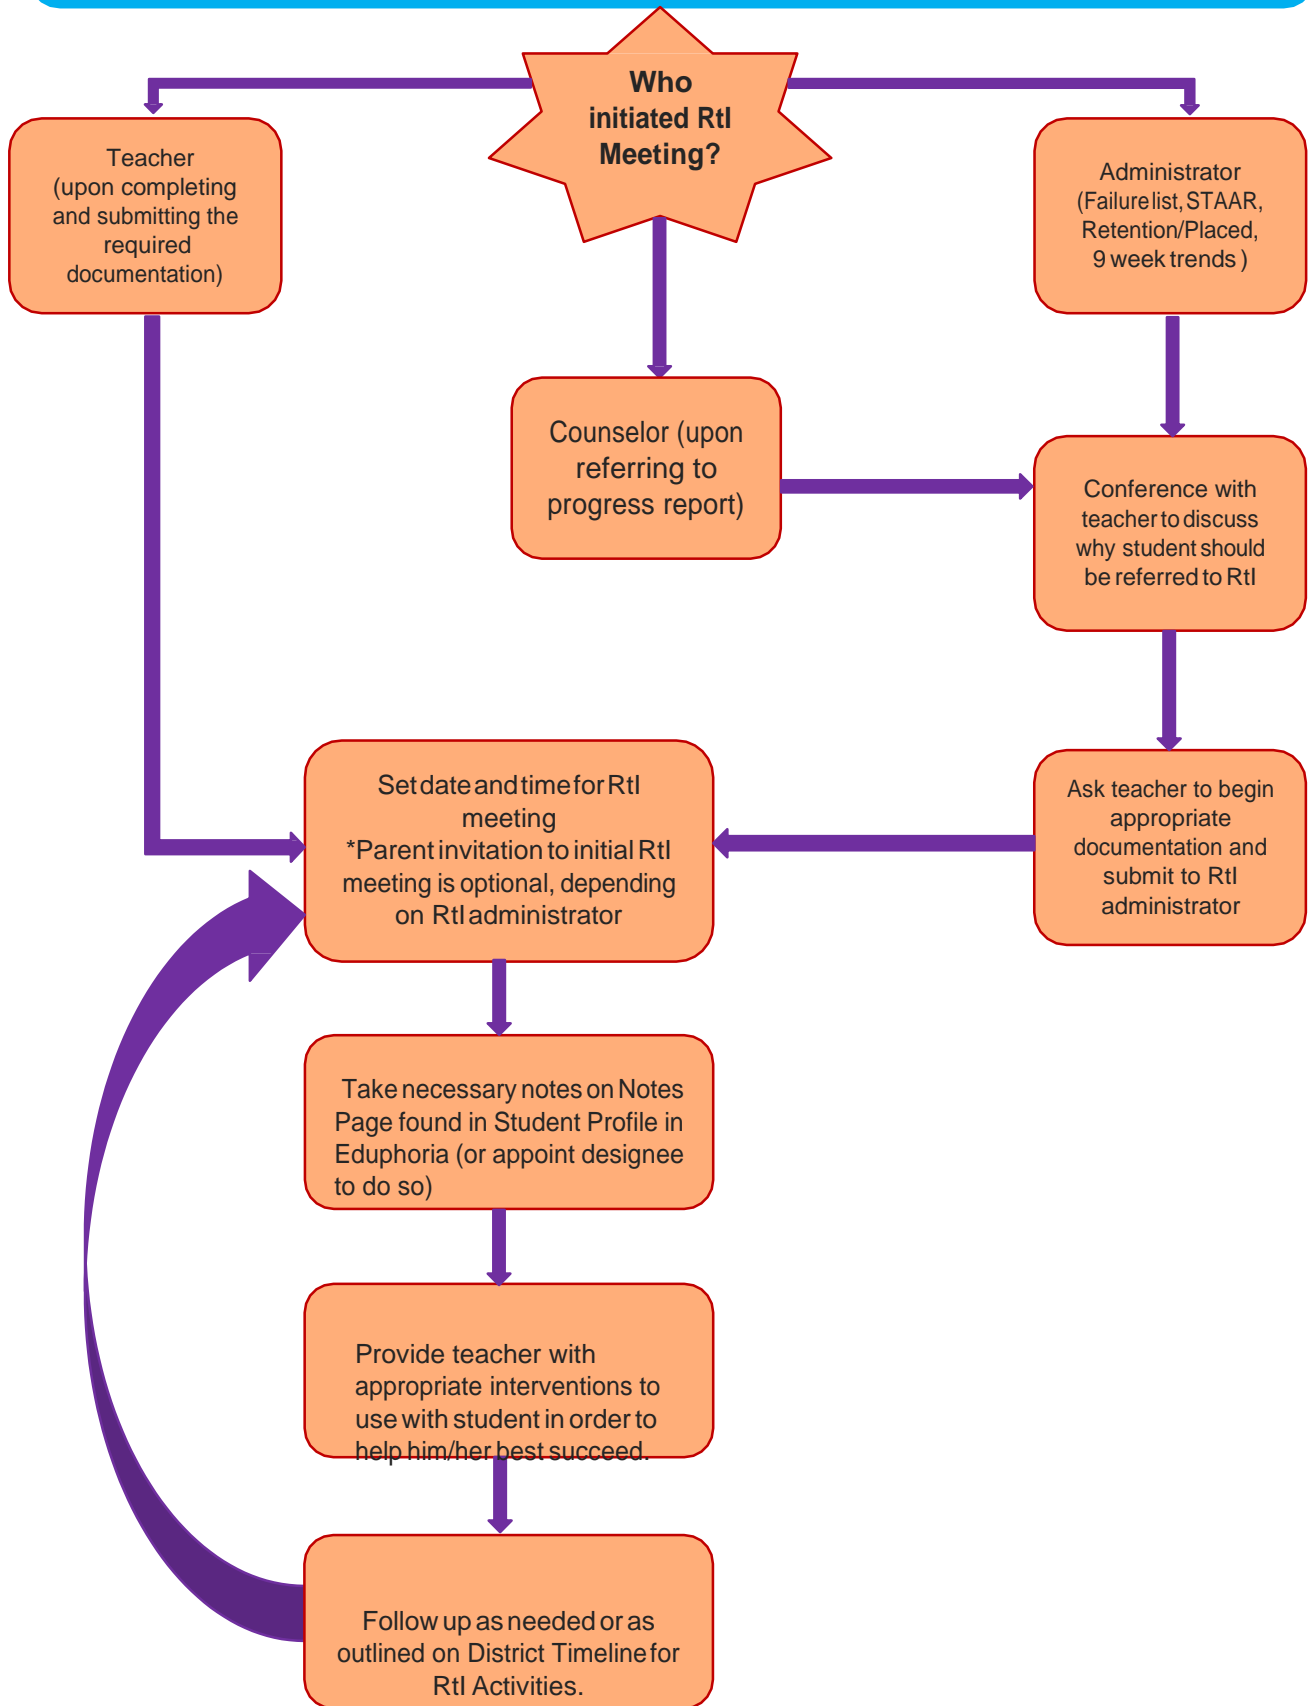 Who
initiated RtI
Meeting?
Teacher
(upon completing
and submitting the
required
documentation)
Administrator
(Failure list, STAAR,
Retention/Placed,
9 week trends )
Counselor (upon
referring to
progress report)
Conference with
teacher to discuss
why student should
be referred to RtI
Set date and time for RtI
meeting
*Parent invitation to initial RtI
meeting is optional, depending
on RtI administrator
Ask teacher to begin
appropriate
documentation and
submit to RtI
administrator
Take necessary notes on Notes
Page found in Student Profile in
Eduphoria (or appoint designee
to do so)
Provide teacher with
appropriate interventions to
use with student in order to
help him/her best succeed.
Follow up as needed or as
outlined on District Timeline for
RtI Activities.